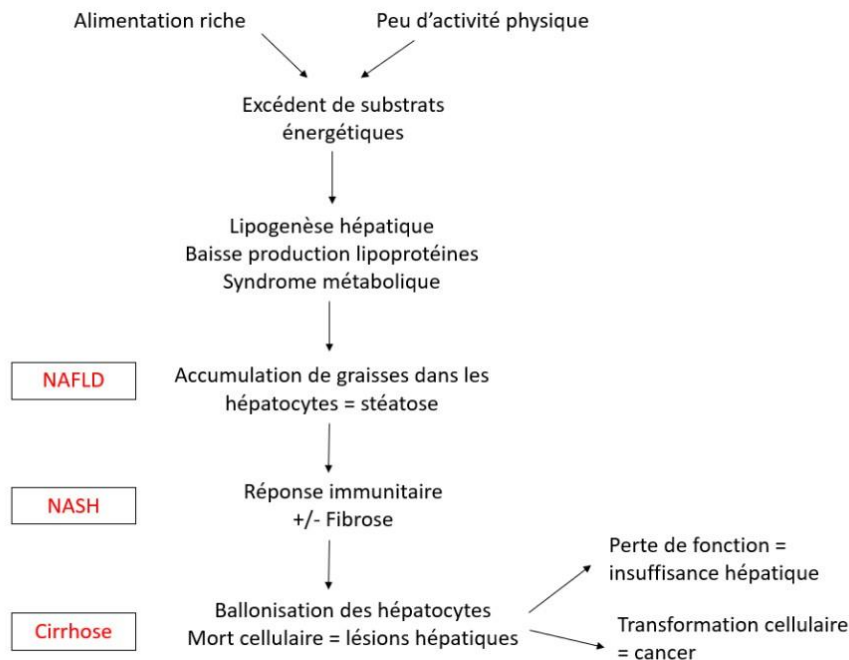 Alimentation riche
Peu d’activité physique
Excédent de substrats
énergétiques
Lipogenèse hépatique
Baisse production lipoprotéines
Syndrome métabolique
NAFLD
Accumulation de graisses dans les
hépatocytes = stéatose
NASH
Réponse immunitaire
+/- Fibrose
Cirrhose
Ballonisation des hépatocytes
Mort cellulaire = lésions hépatiques
Perte de fonction =
insuffisance hépatique
Transformation cellulaire
= cancer